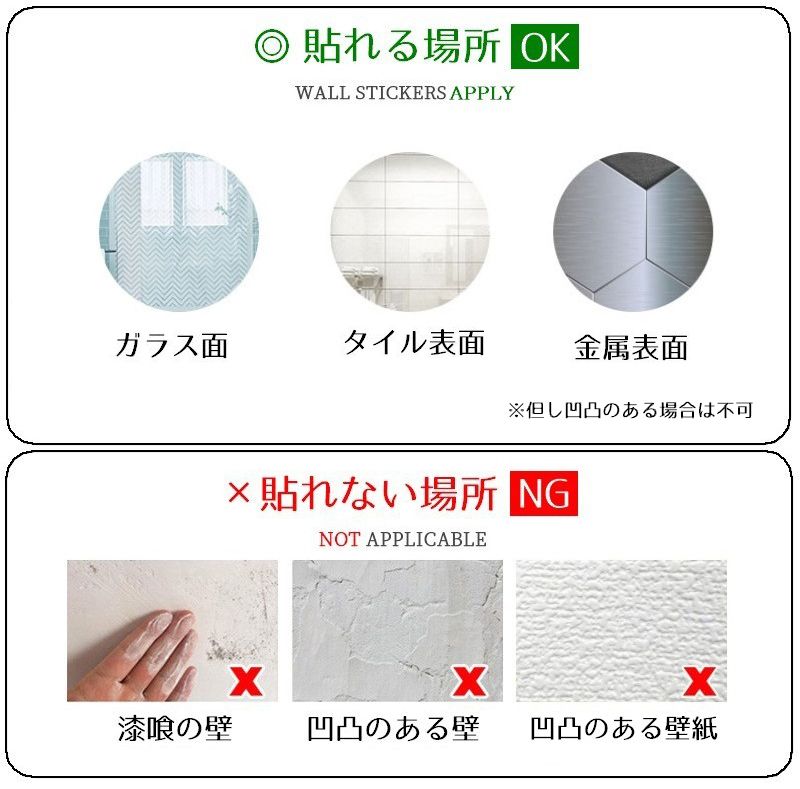 ◎ 貼れる場所 OK
WALL STICKERS APPLY
ガラス面
タイル表面
金属表面
※但し凹凸のある場合は不可
×貼れない場所 NG
NOT APPLICABLE
漆喰の壁
凹凸のある壁
凹凸のある壁紙